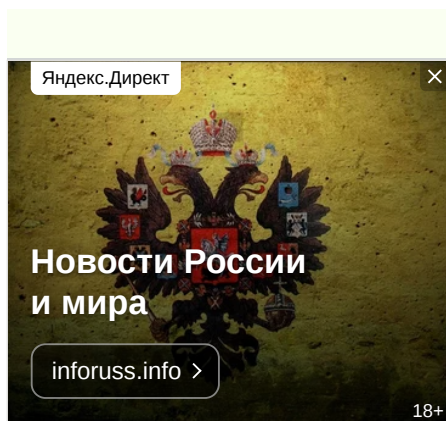 Яндекс.Директ
Новости России
и мира
inforuss.info
18+